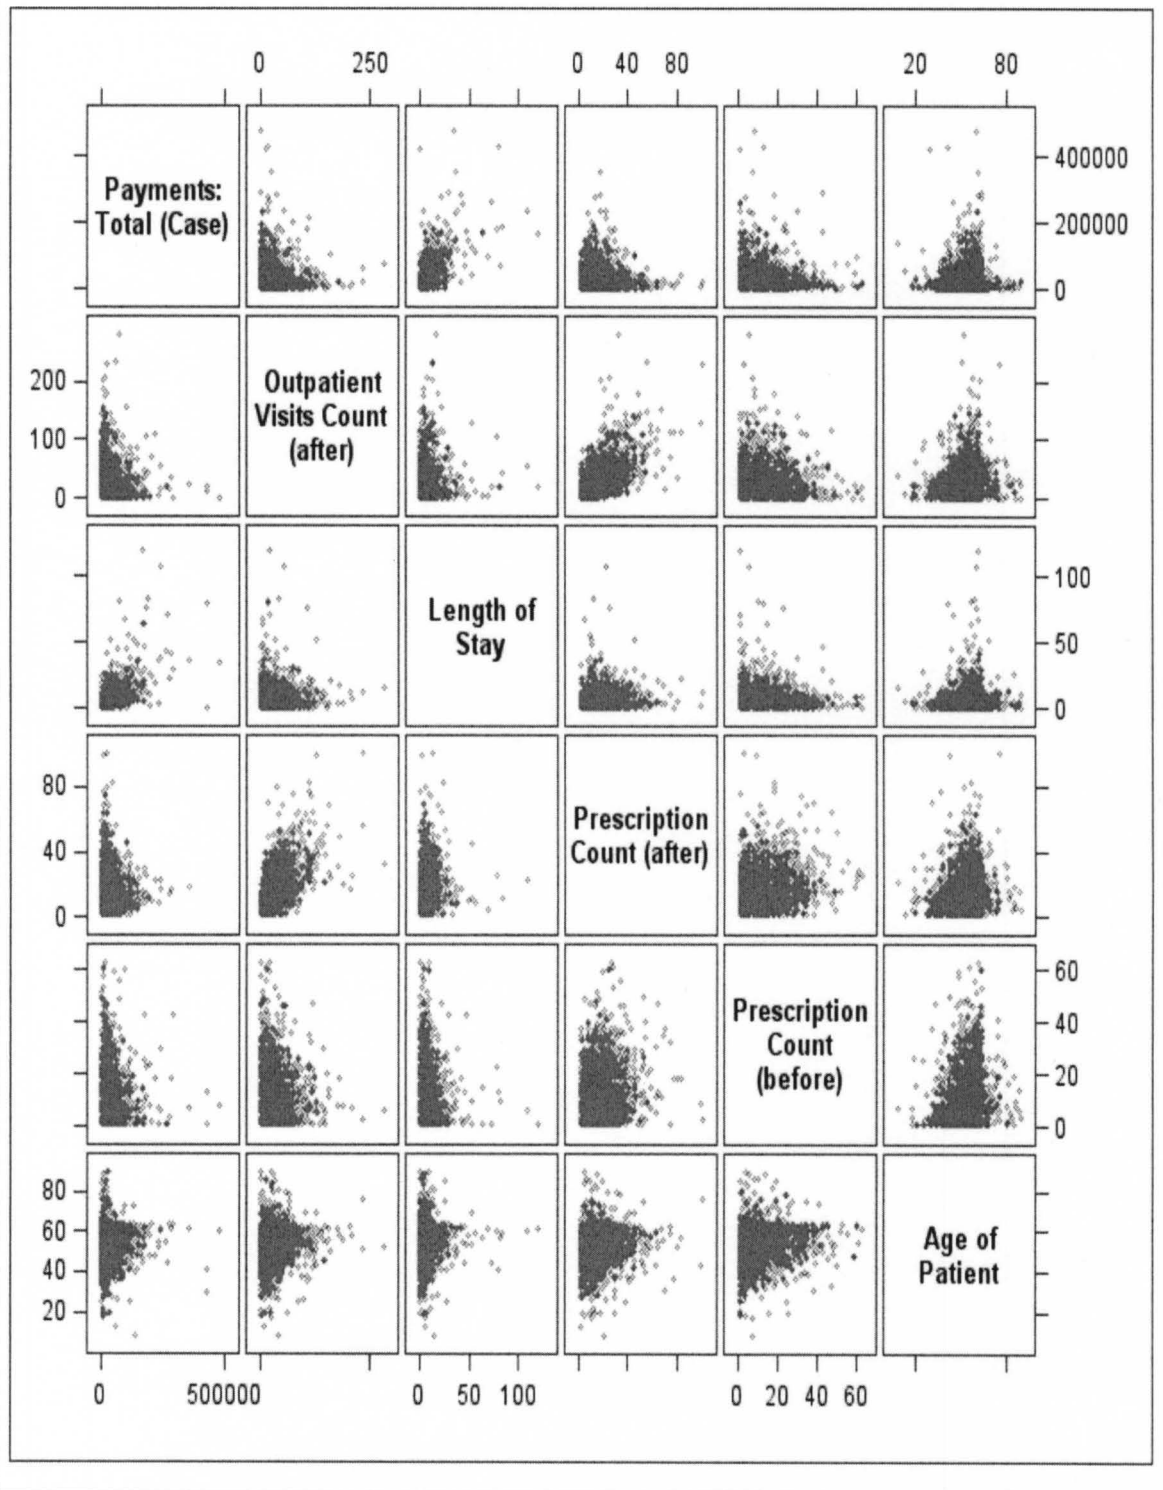 0 250 0 40 80 20 80
Payments:
Total (Case)
400000
200000
0
200
100
0
Outpatient
Visits Count
(after)
Length of
Stay
100
50
0
80
40
0
Prescription
Count (after)
Prescription
Count
(before)
60
40
20
0
80
60
40
20
Age of
Patient
0 500000 0 50 100 0 20 40 60